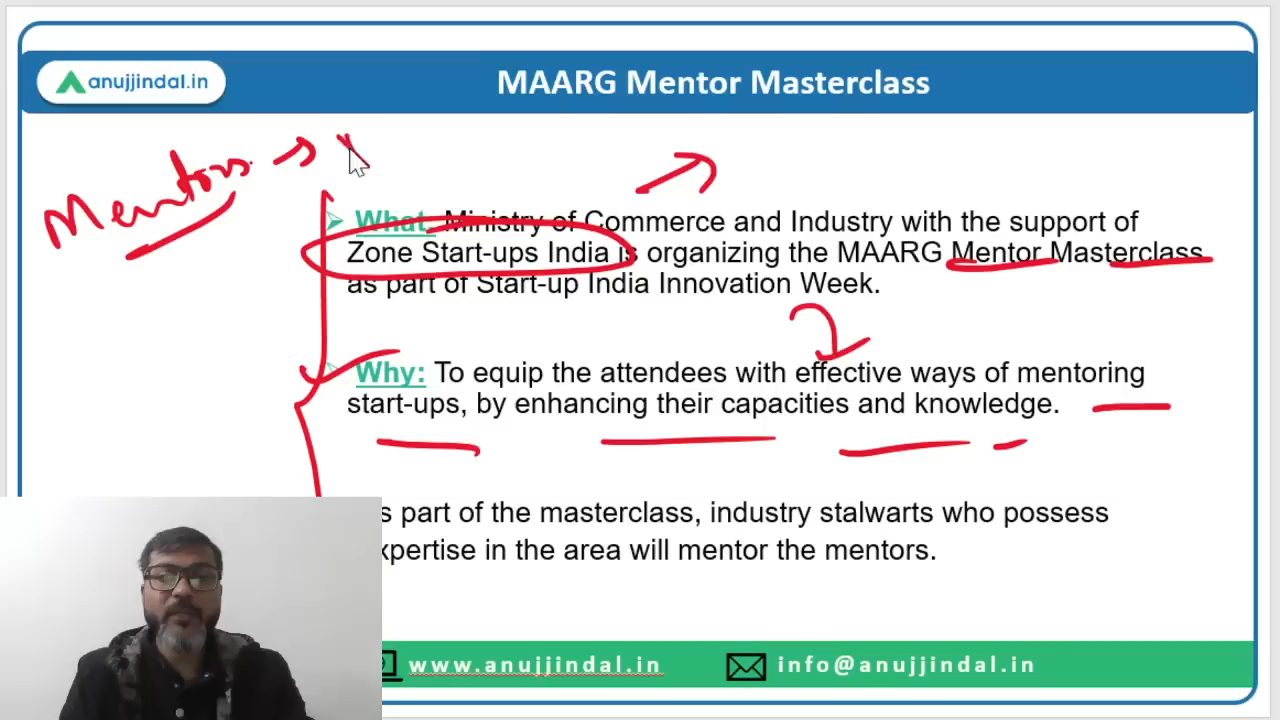 anujjindal.in
MAARG Mentor Masterclass
Mentors
What: Ministry of Commerce and Industry with the support of
Zone Start-ups India is organizing the MAARG Mentor Masterclass
as part of Start-up India Innovation Week.
Why: To equip the attendees with effective ways of mentoring
start-ups, by enhancing their capacities and knowledge.
s part of the masterclass, industry stalwarts who possess
xpertise in the area will mentor the mentors.
www.anujjindal.in
info@anujjindal.in